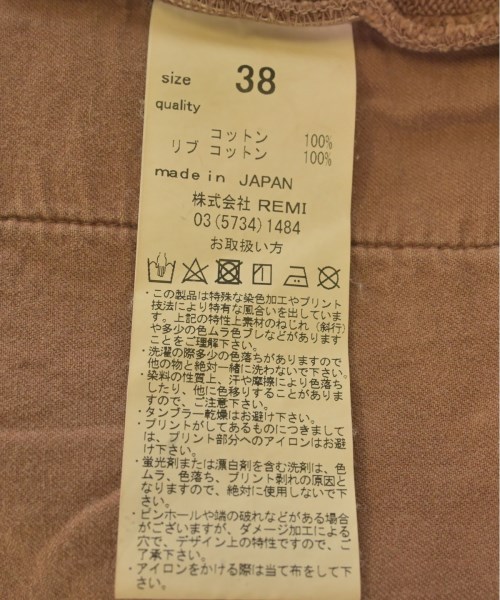 size 38
quality
コットン 100%
リブ コットン 100%
made in JAPAN
株式会社 REMI
03(5734)1484
お取扱い方
・この製品は特殊な染色加工やプリント
技法により特有な風合いを出していま
す。上記の特性上素材のねじれ(斜行)
や多少の色ムラ色ブレなどがあります
ことをご理解下さい。
・洗濯の際多少の色落ちがありますので
他の物と絶対一緒に洗わないで下さい。
・染料の性質上、汗や摩擦により色落ち
したり、他に色移りすることがありま
すので、ご注意下さい。
・タンブラー乾燥はお避け下さい。
・プリントがしてあるものにつきまして
は、プリント部分へのアイロンはお避
け下さい。
・蛍光剤または漂白剤を含む洗剤は、色
ムラ、色落ち、プリント剥れの原因と
なりますので、絶対に使用しないで下
さい。
・ピンホールや端の破れなどがある場合
がございますが、ダメージ加工による
穴で、デザイン上の特性ですので、ご
了承下さい。
・アイロンをかける際は当て布をして下